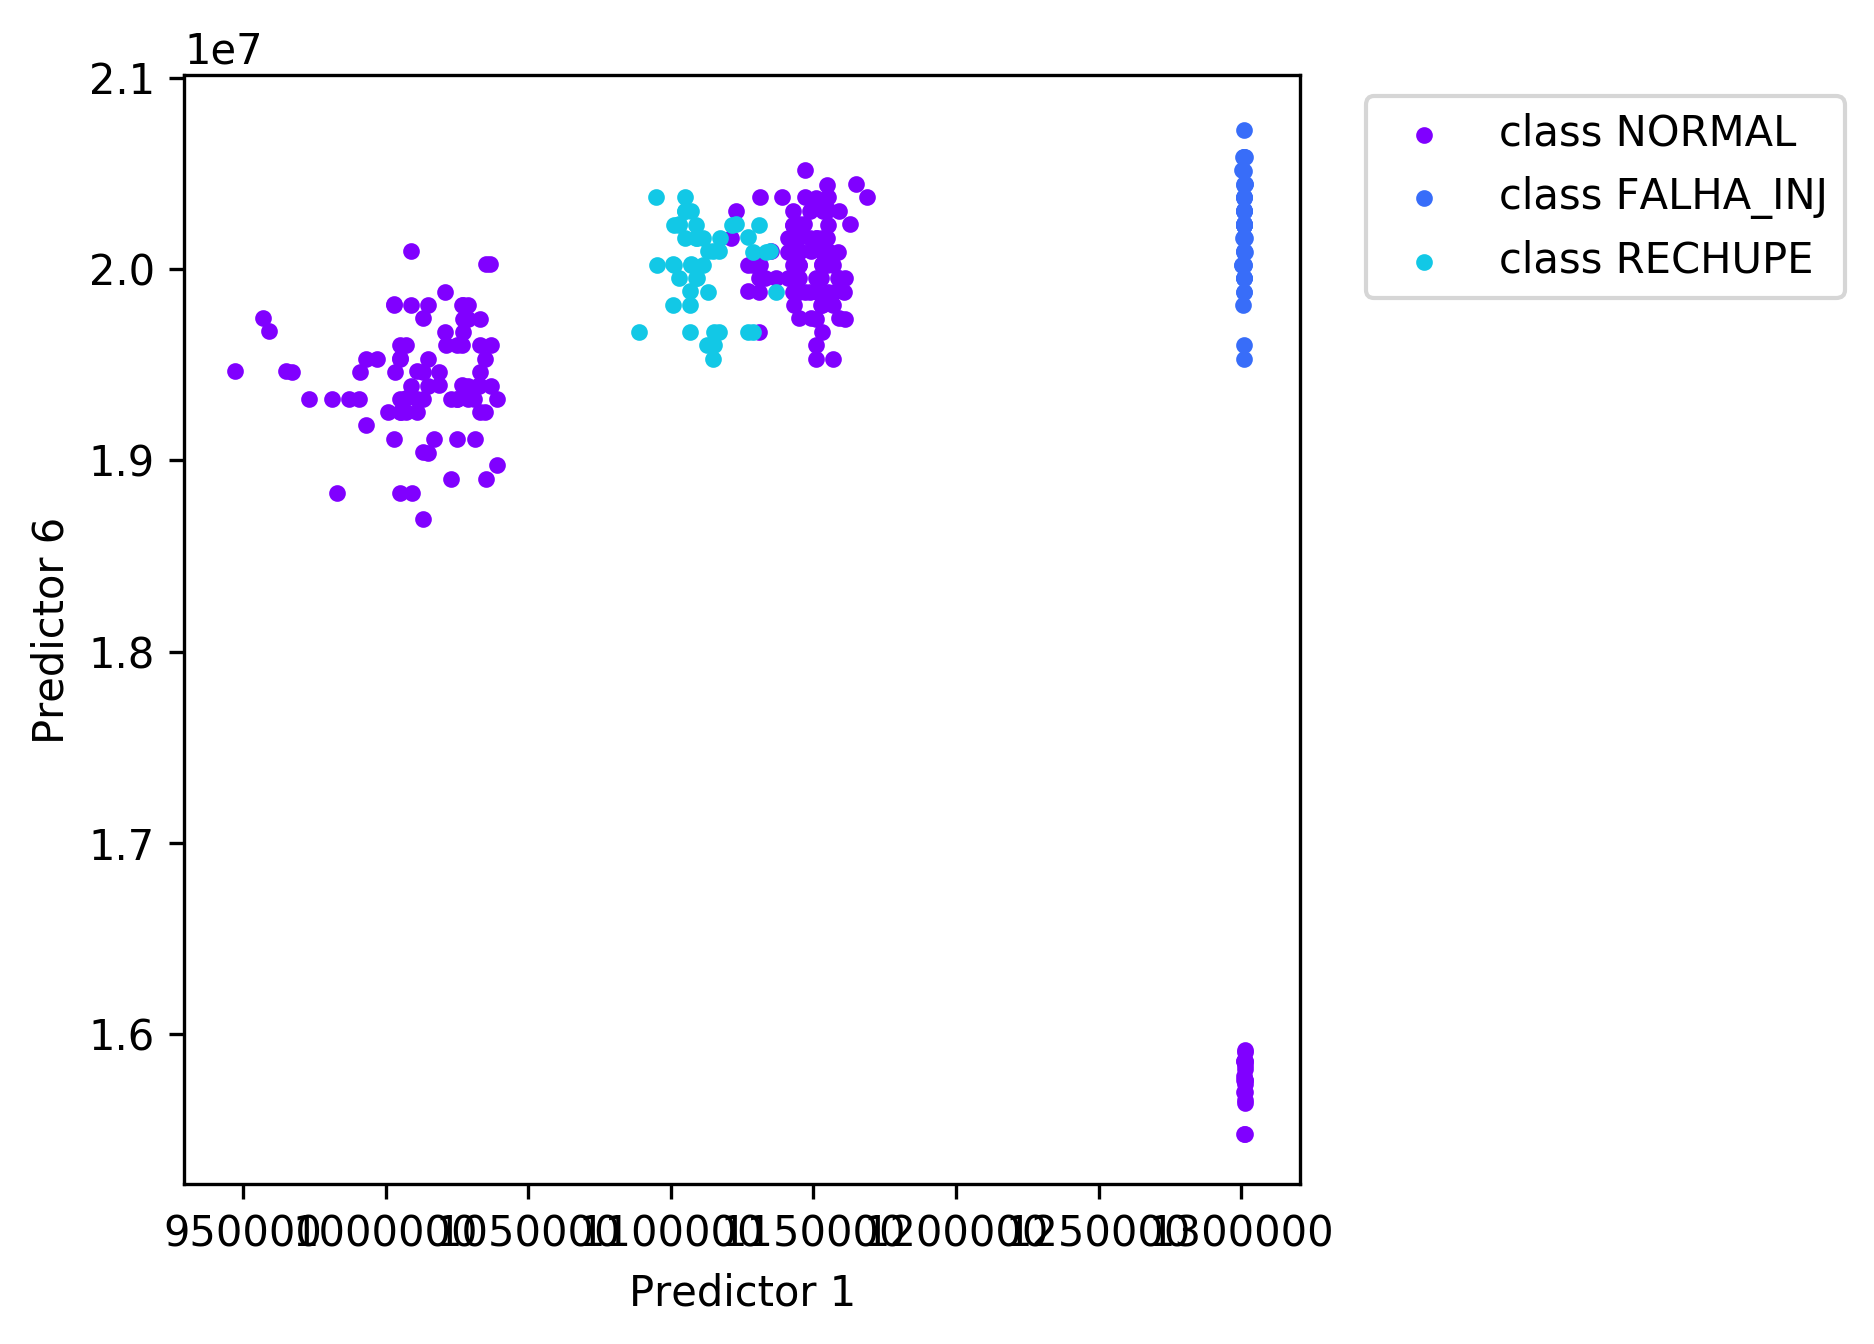 1e7
2.1
2.0
1.9
1.8
1.7
1.6
Predictor 6
950000 1000000 1050000 1100000 1150000 1200000 1250000 1300000
Predictor 1
class NORMAL
class FALHA_INJ
class RECHUPE